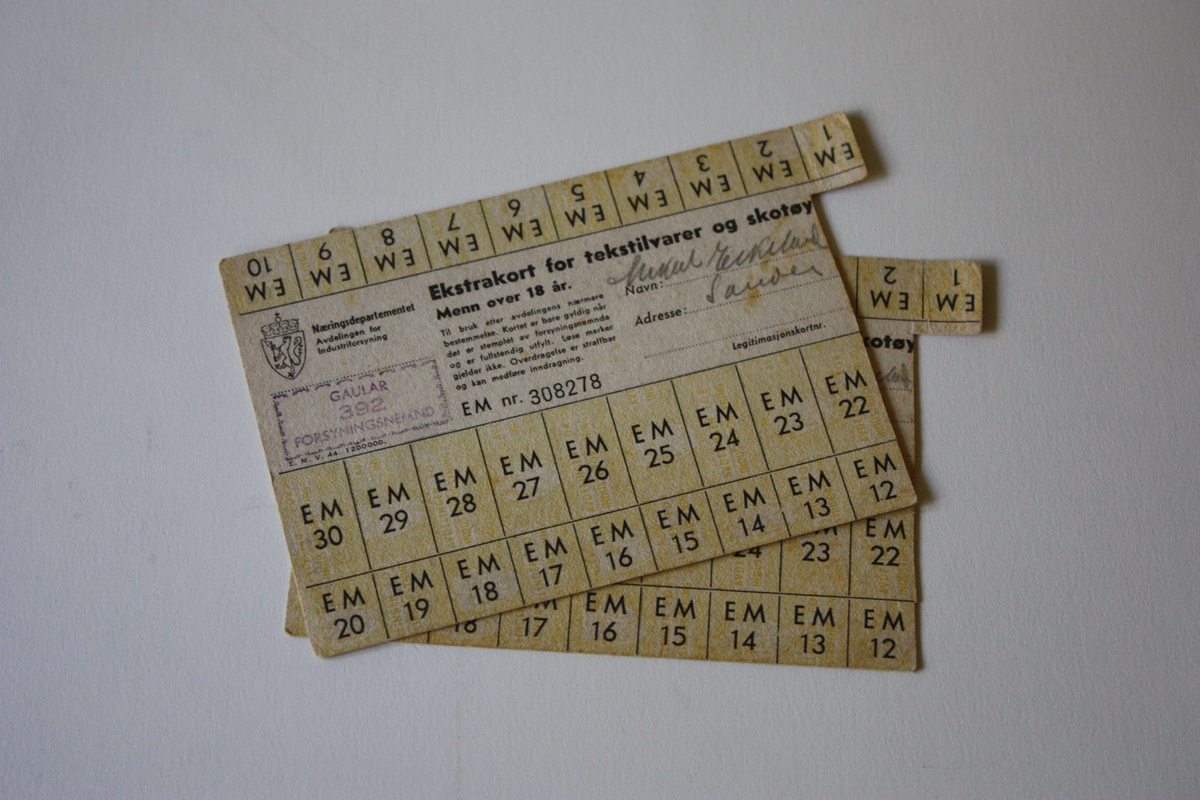 EM 10 EM 9 EM 8 EM 7 EM 6 EM 5 EM 4 EM 3 EM 2 EM 1
Næringsdepartementet
Avdelingen for
Industriforsyning
GAULAR
392
FORSYNINGSNEMND
E. M. V. 44. 1200000.
Ekstrakort for tekstilvarer og skotøy
Menn over 18 år.
Til bruk etter avdelingens nærmere
bestemmelse. Kortet er bare gyldig når
det er stemplet av forsyningsnemnda
og er fullstendig utfylt. Løse merker
gjelder ikke. Overdragelse er straffbar
og kan medføre inndragning.
EM nr. 308278
Navn:
Adresse: Sande
Legitimasjonskortnr.
EM 30 EM 29 EM 28 EM 27 EM 26 EM 25 EM 24 EM 23 EM 22
EM 20 EM 19 EM 18 EM 17 EM 16 EM 15 EM 14 EM 13 EM 12
EM 2 EM 1
kotøy
24 23 EM 22
18 17 EM 16 EM 15 EM 14 EM 13 EM 12